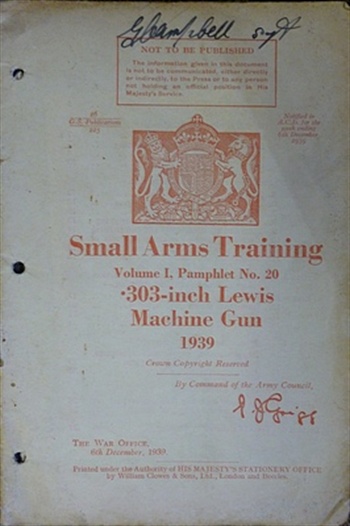 G Campbell Sgt
NOT TO BE PUBLISHED
The information given in this document
is not to be communicated, either directly
or indirectly, to the Press or to any person
not holding an official position in His
Majesty's Service.
26
G.S. Publications
Notified in
A.C.Is. for the
week ending
6th December,
1939
Small Arms Training
Volume I, Pamphlet No. 20
·303-inch Lewis
Machine Gun
1939
Crown Copyright Reserved
By Command of the Army Council,
THE WAR OFFICE,
6th December, 1939.
Printed under the Authority of HIS MAJESTY'S STATIONERY OFFICE
by William Clowes & Sons, Ltd., London and Beccles.